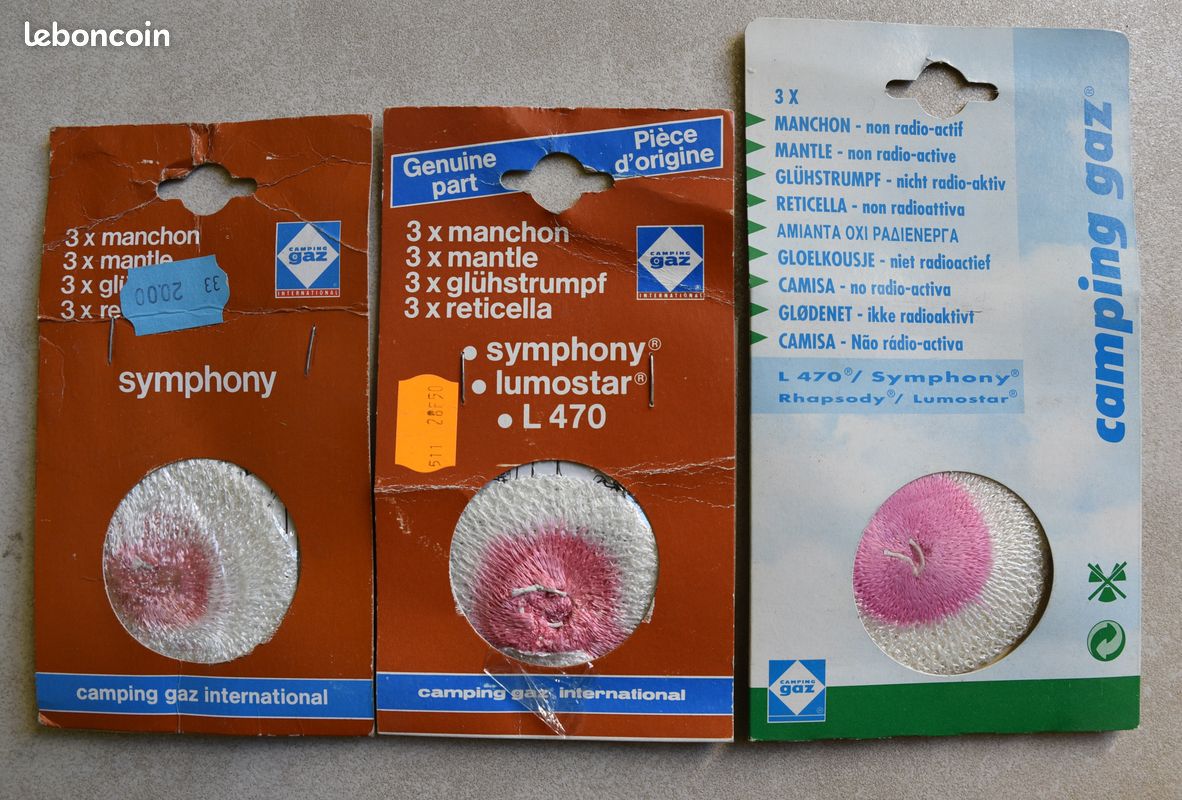 leboncoin
3 x manchon
3 x mantle
3 x glü
3 x re
33
20.00
CAMPING
gaz
INTERNATIONAL
symphony
camping gaz international
Genuine
part
Pièce
d'origine
3 x manchon
3 x mantle
3 x glühstrumpf
3 x reticella
CAMPING
gaz
INTERNATIONAL
• symphony®
• lumostar®
• L 470
511 28F50
camping gaz international
3 X
MANCHON - non radio-actif
MANTLE - non radio-active
GLÜHSTRUMPF - nicht radio-aktiv
RETICELLA - non radioattiva
ΑΜΙΑΝΤΑ ΟΧΙ ΡΑΔΙΕΝΕΡΓΑ
GLOELKOUSJE - niet radioactief
CAMISA - no radio-activa
GLØDENET - ikke radioaktivt
CAMISA - Não rádio-activa
L 470®/ Symphony®
Rhapsody®/ Lumostar®
camping gaz®
CAMPING
gaz
®